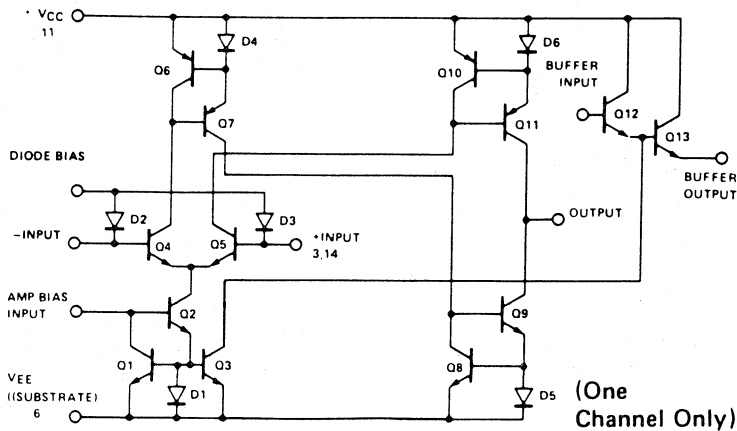 + VCC
11
D4
D6
Q6
Q10
BUFFER
INPUT
Q12
Q7
Q11
Q13
DIODE BIAS
BUFFER
OUTPUT
D2
D3
OUTPUT
-INPUT
Q4
Q5
+INPUT
3,14
AMP BIAS
INPUT
Q2
Q9
Q1
Q3
Q8
VEE
((SUBSTRATE)
6
D1
D5
(One
Channel Only)